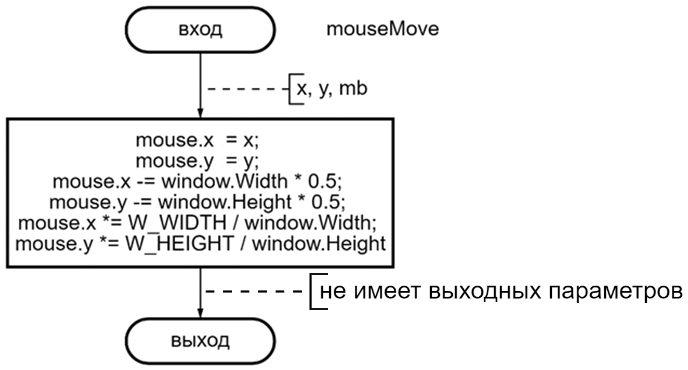 вход
mouseMove
x, y, mb
mouse.x = x;
mouse.y = y;
mouse.x -= window.Width * 0.5;
mouse.y -= window.Height * 0.5;
mouse.x *= W_WIDTH / window.Width;
mouse.y *= W_HEIGHT / window.Height
не имеет выходных параметров
выход